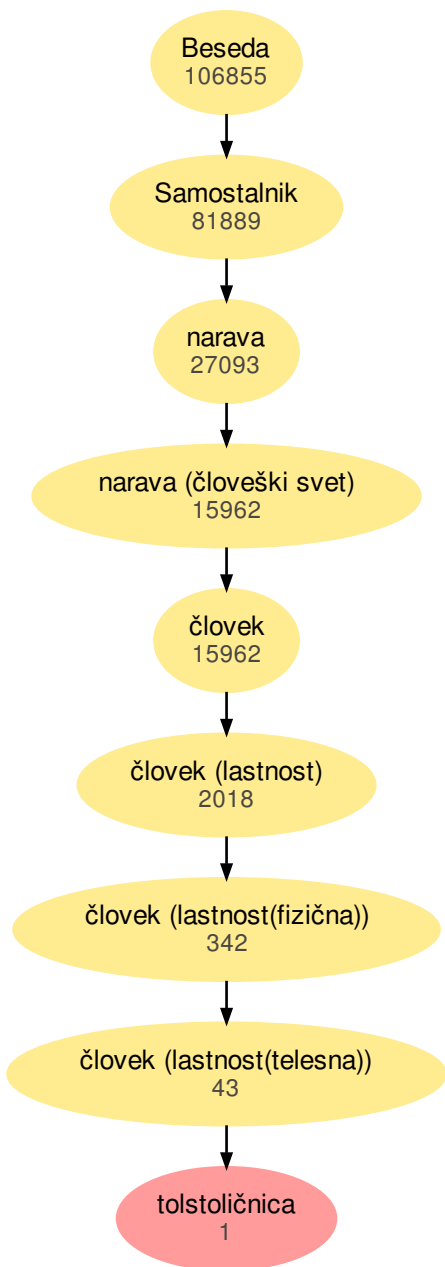 Beseda
106855
Samostalnik
81889
narava
27093
narava (človeški svet)
15962
človek
15962
človek (lastnost)
2018
človek (lastnost(fizična))
342
človek (lastnost(telesna))
43
tolstoličnica
1